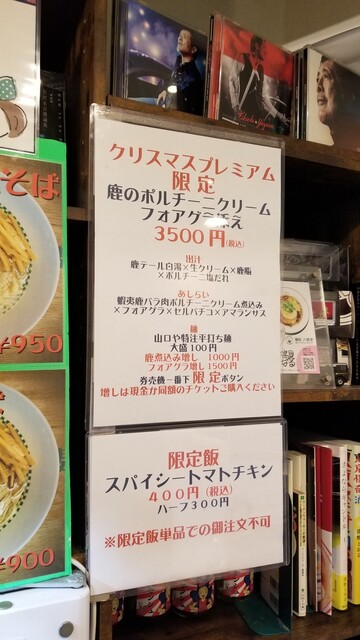 クリスマスプレミアム
限定
鹿のポルチーニクリーム
フォアグラ添え
3500円(税込)
出汁
鹿テール白湯×生クリーム×鹿脂
×ポルチーニ塩だれ
あしらい
蝦夷鹿バラ肉ポルチーニクリーム煮込み
×フォアグラ×セルバチコ×アマランサス
麺
山口や特注平打ち麺
大盛100円
鹿煮込み増し 1000円
フォアグラ増し1500円
券売機一番下 限定ボタン
増しは現金か同額のチケットご購入ください
限定飯
スパイシートマトチキン
400円(税込)
ハーフ300円
※限定飯単品での御注文不可
そば
¥950
¥900